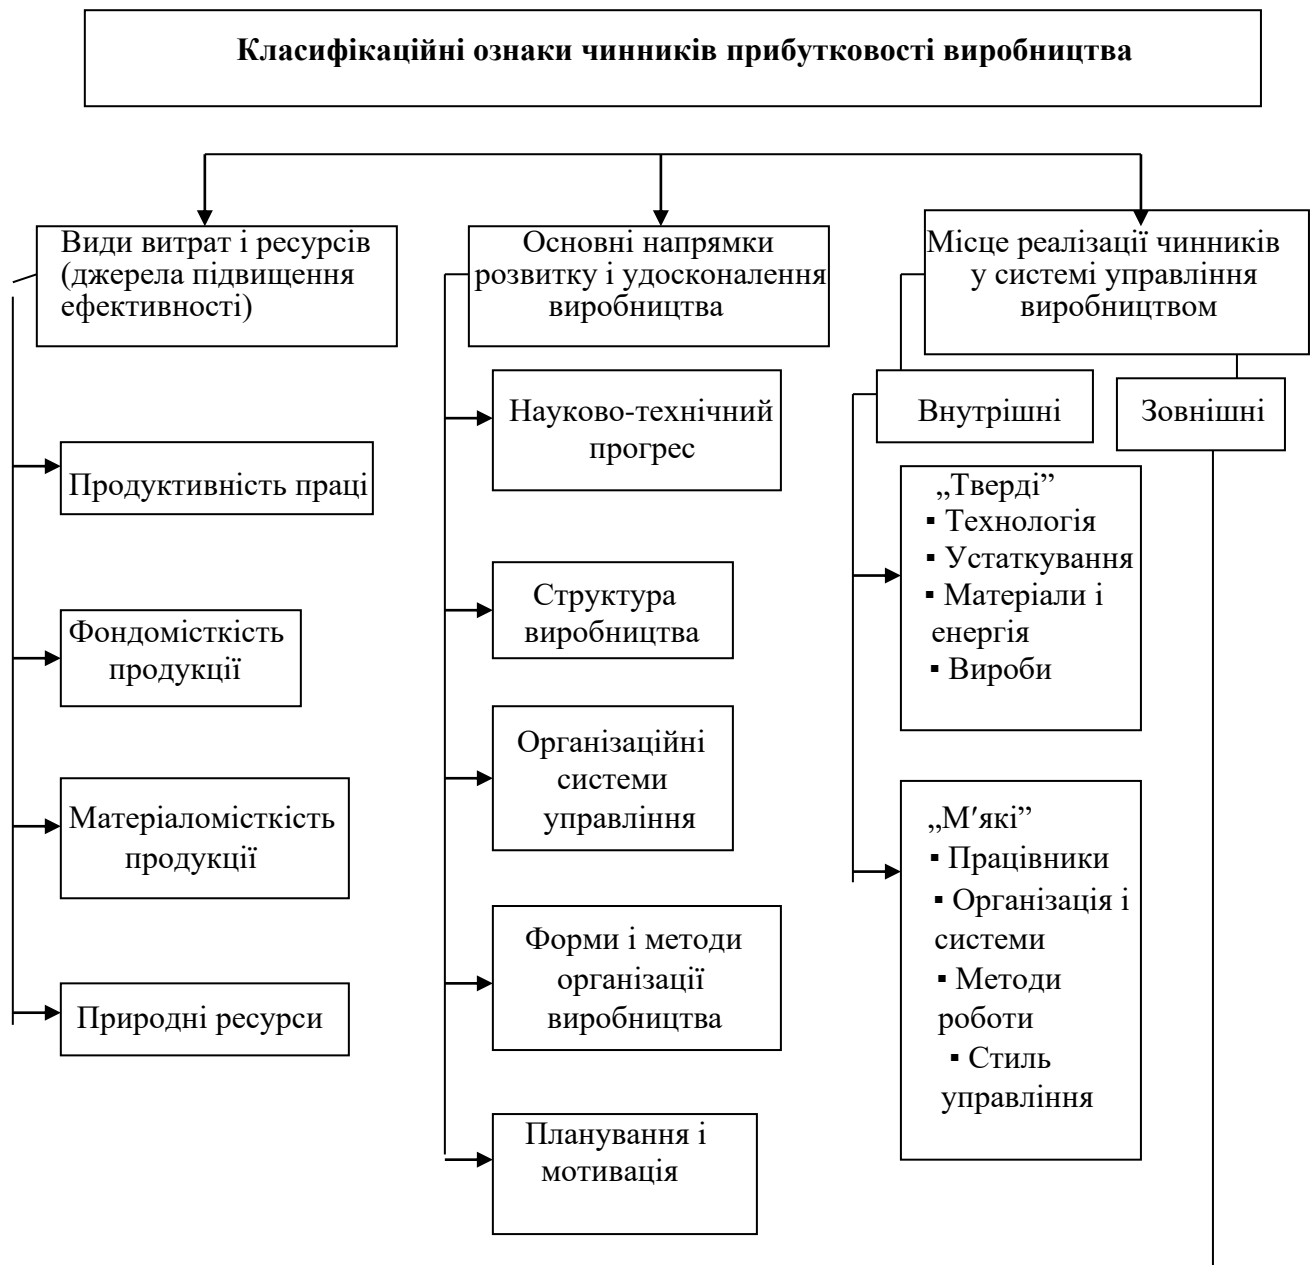 Класифікаційні ознаки чинників прибутковості виробництва
Види витрат і ресурсів
(джерела підвищення
ефективності)
Основні напрямки
розвитку і удосконалення
виробництва
Місце реалізації чинників
у системі управління
виробництвом
Продуктивність праці
Фондомісткість
продукції
Матеріаломісткість
продукції
Природні ресурси
Науково-технічний
прогрес
Структура
виробництва
Організаційні
системи
управління
Форми і методи
організації
виробництва
Планування і
мотивація
Внутрішні
Зовнішні
„Тверді”
▪ Технологія
▪ Устаткування
▪ Матеріали і
енергія
▪ Вироби
„М′які”
▪ Працівники
▪ Організація і
системи
▪ Методи
роботи
▪ Стиль
управління